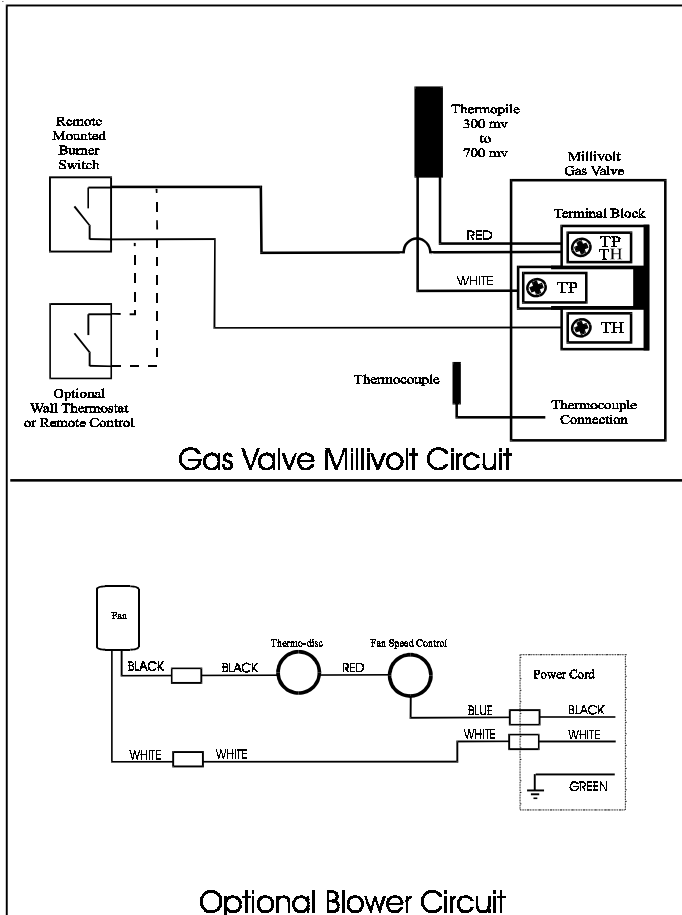 Remote
Mounted
Burner
Switch
Thermopile
300 mv
to
700 mv
Millivolt
Gas Valve
Terminal Block
RED
TP
TH
WHITE
TP
TH
Thermocouple
Optional
Wall Thermostat
or Remote Control
Thermocouple
Connection
Gas Valve Millivolt Circuit
Fan
Thermo-disc
Fan Speed Control
BLACK
BLACK
RED
Power Cord
BLUE
BLACK
WHITE
WHITE
WHITE
WHITE
GREEN
Optional Blower Circuit